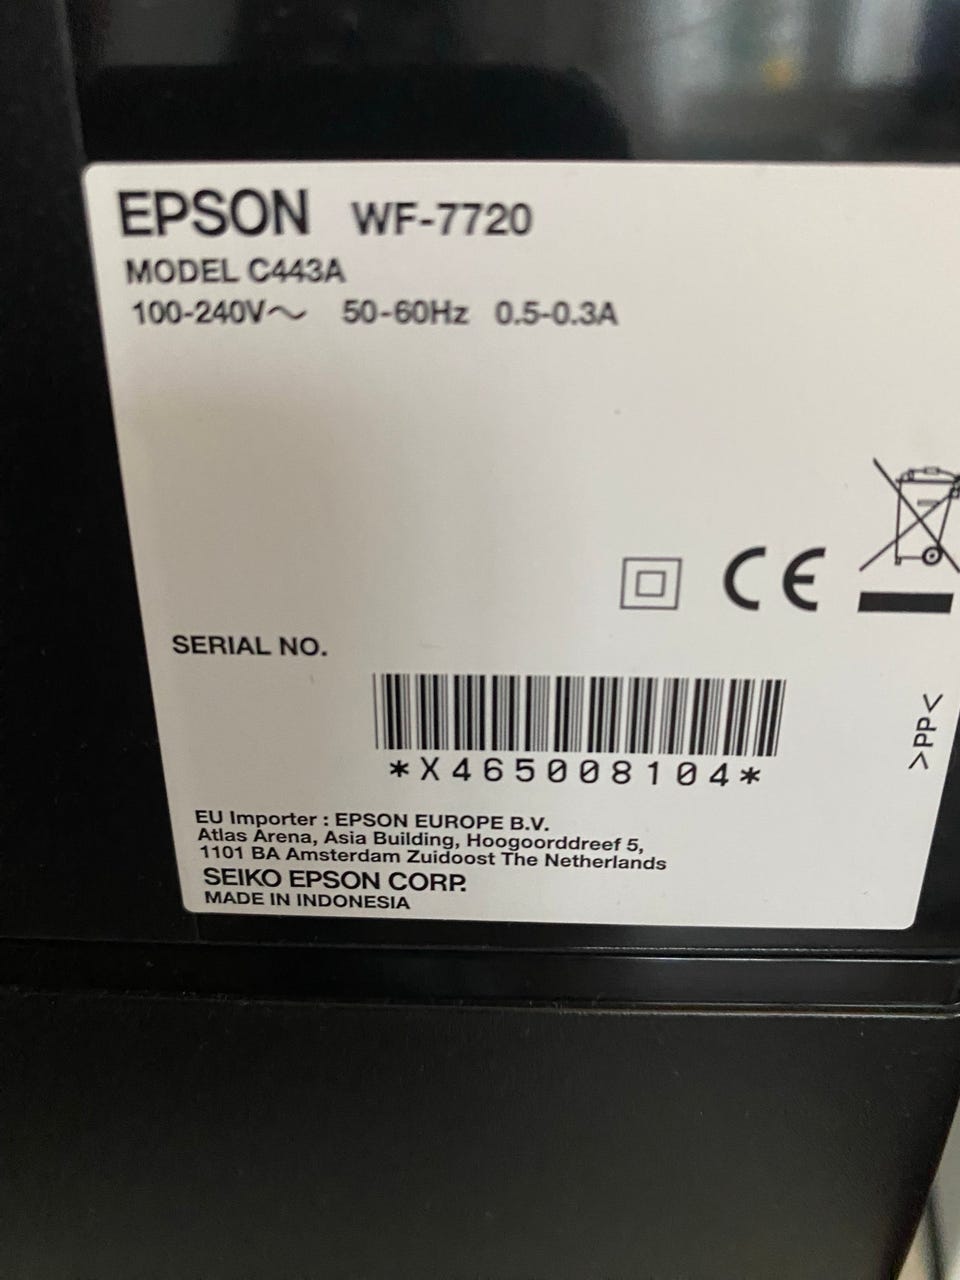 EPSON WF-7720
MODEL C443A
100-240V～ 50-60Hz 0.5-0.3A
CE
SERIAL NO.
>PP<
*X465008104*
EU Importer : EPSON EUROPE B.V.
Atlas Arena, Asia Building, Hoogoorddreef 5,
1101 BA Amsterdam Zuidoost The Netherlands
SEIKO EPSON CORP.
MADE IN INDONESIA